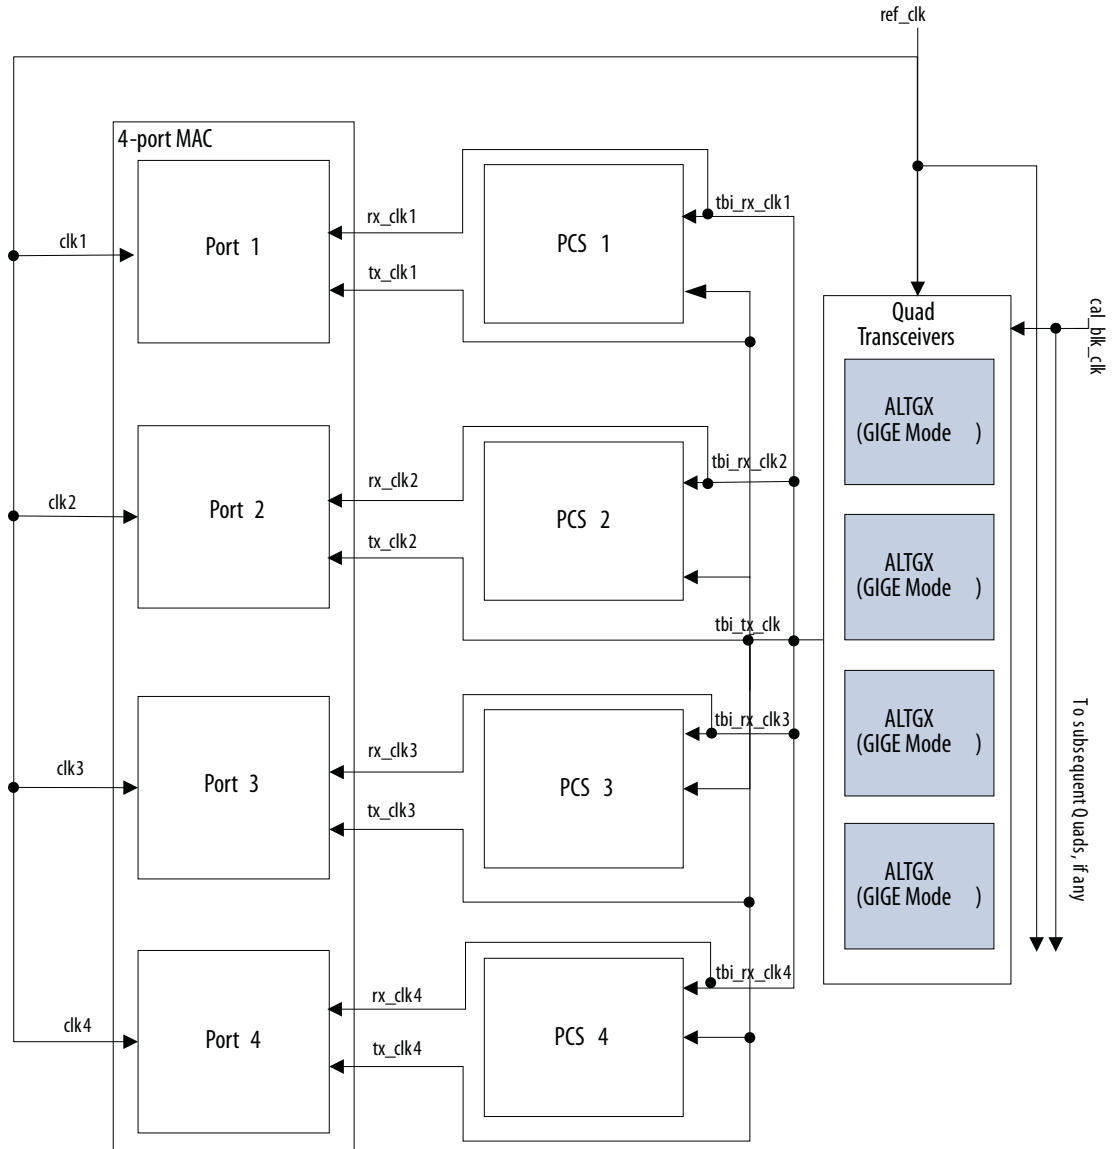 ref_clk
4-port MAC
rx_clk1
tbi_rx_clk1
clk1
Port 1
PCS 1
tx_clk1
Quad
Transceivers
cal_blk_clk
ALTGX
(GIGE Mode )
rx_clk2
tbi_rx_clk2
clk2
Port 2
PCS 2
tx_clk2
ALTGX
(GIGE Mode )
tbi_tx_clk
rx_clk3
tbi_rx_clk3
clk3
Port 3
PCS 3
tx_clk3
ALTGX
(GIGE Mode )
To subsequent Quads, if any
ALTGX
(GIGE Mode )
rx_clk4
tbi_rx_clk4
clk4
Port 4
PCS 4
tx_clk4